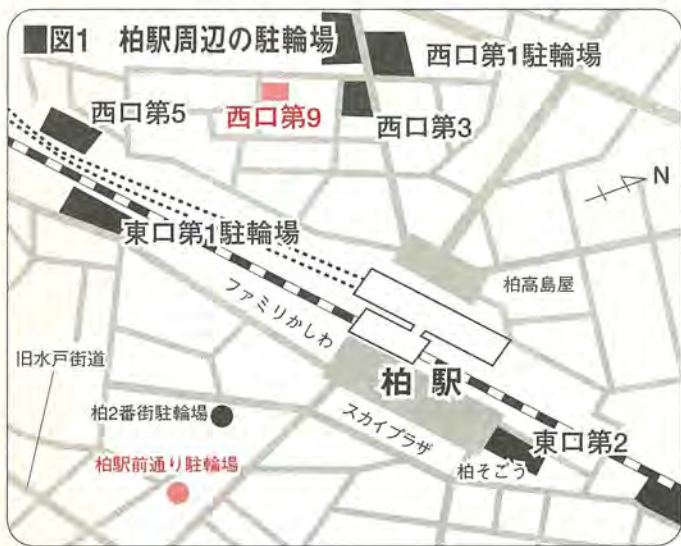 ■図1 柏駅周辺の駐輪場
西口第1駐輪場
西口第5
西口第9
西口第3
N
東口第1駐輪場
柏高島屋
ファミリかしわ
旧水戸街道
柏駅
柏2番街駐輪場
スカイプラザ
東口第2
柏そごう
柏駅前通り駐輪場